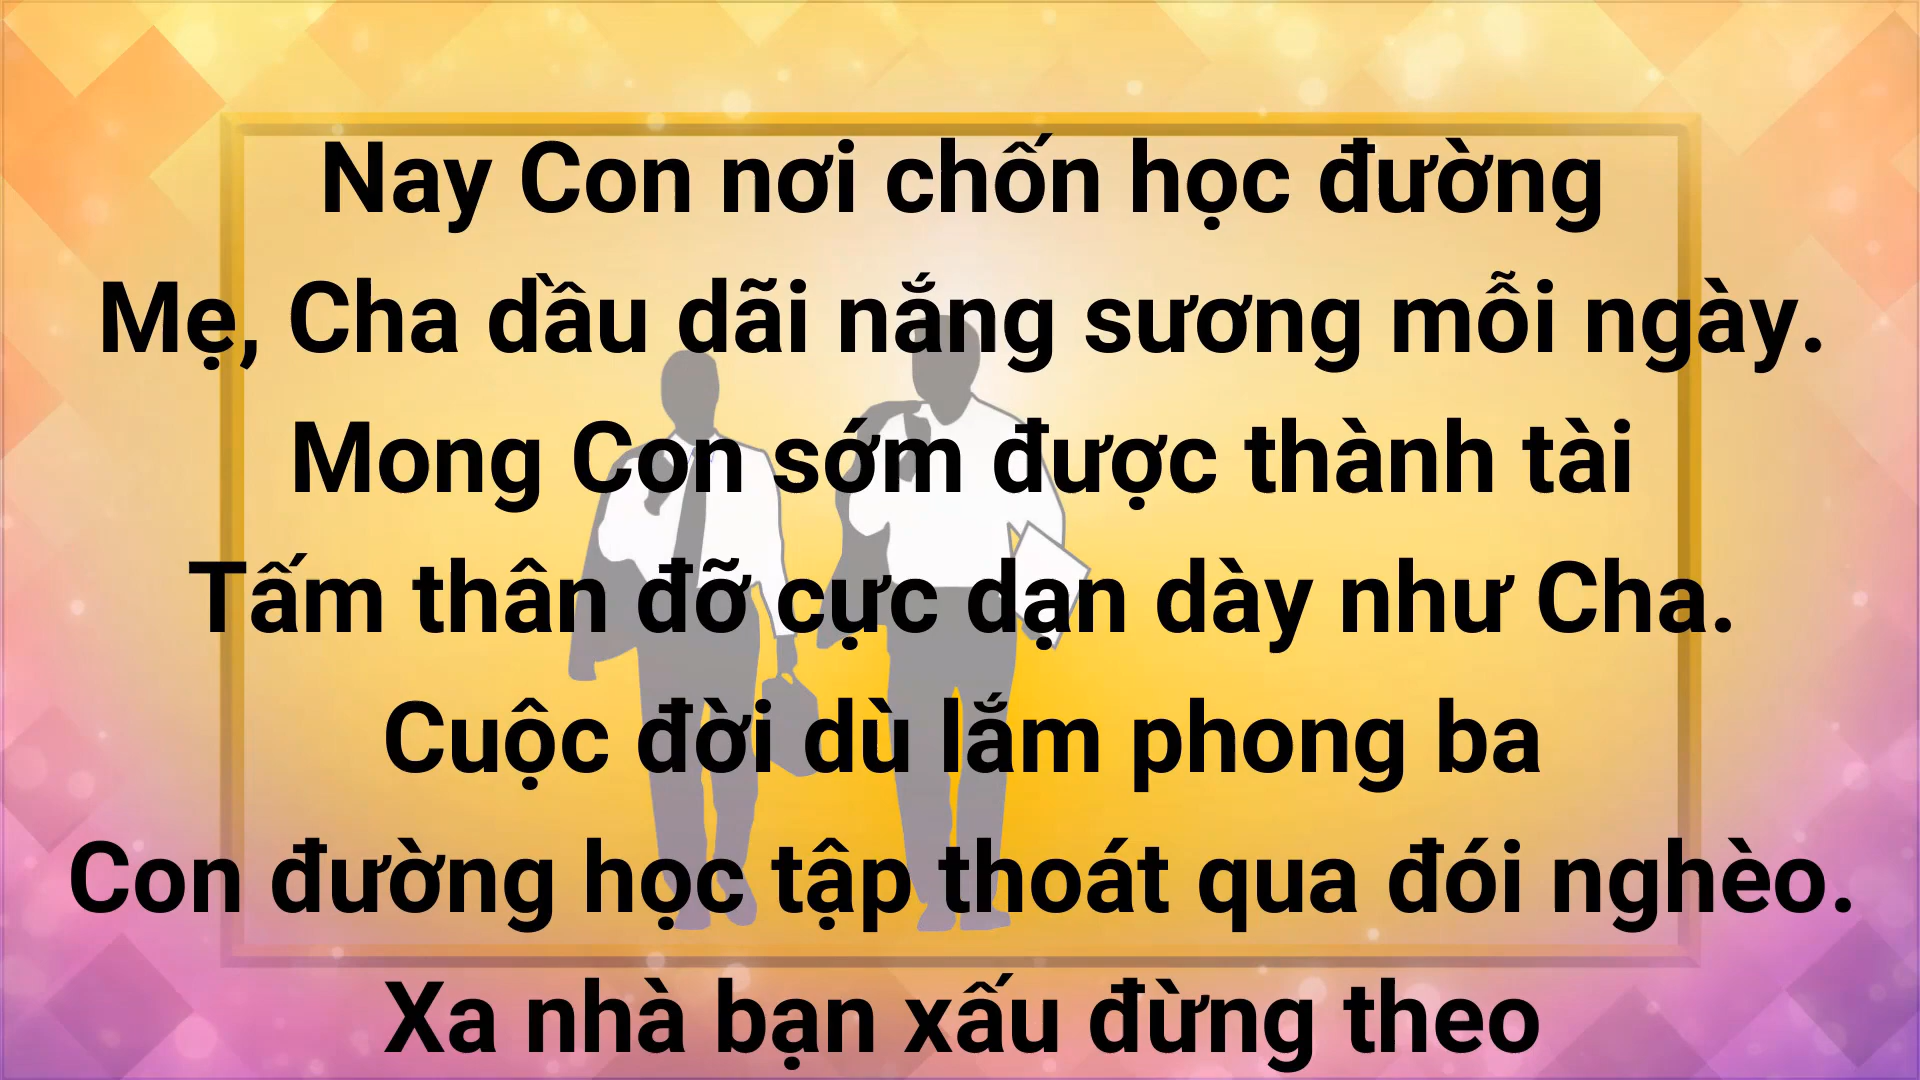 Nay Con nơi chốn học đường
Mẹ, Cha dầu dãi nắng sương mỗi ngày.
Mong Con sớm được thành tài
Tấm thân đỡ cực dạn dày như Cha.
Cuộc đời dù lắm phong ba
Con đường học tập thoát qua đói nghèo.
Xa nhà bạn xấu đừng theo